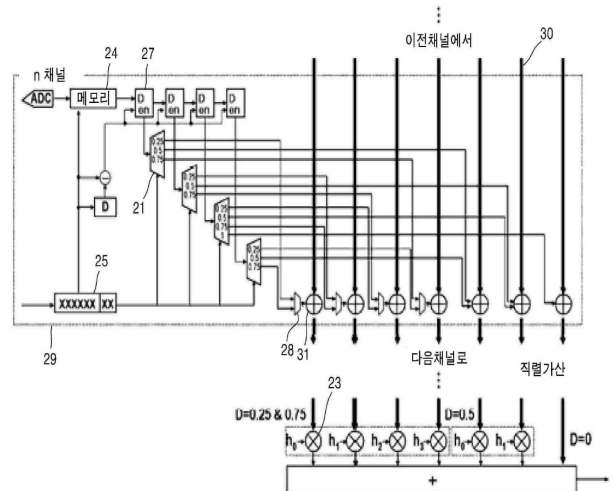 이전채널에서
30
n 채널
24
27
ADC
메모리
D
en
D
en
D
en
D
en
0.25
0.5
0.75
21
0.25
0.5
0.75
0.25
0.5
0.75
1
0.25
0.5
0.75
−
D
25
XXXXXX XX
29
28
31
다음채널로
직렬가산
23
D=0.25 & 0.75
D=0.5
D=0
h₀
h₁
h₂
h₃
h₀
h₁
+